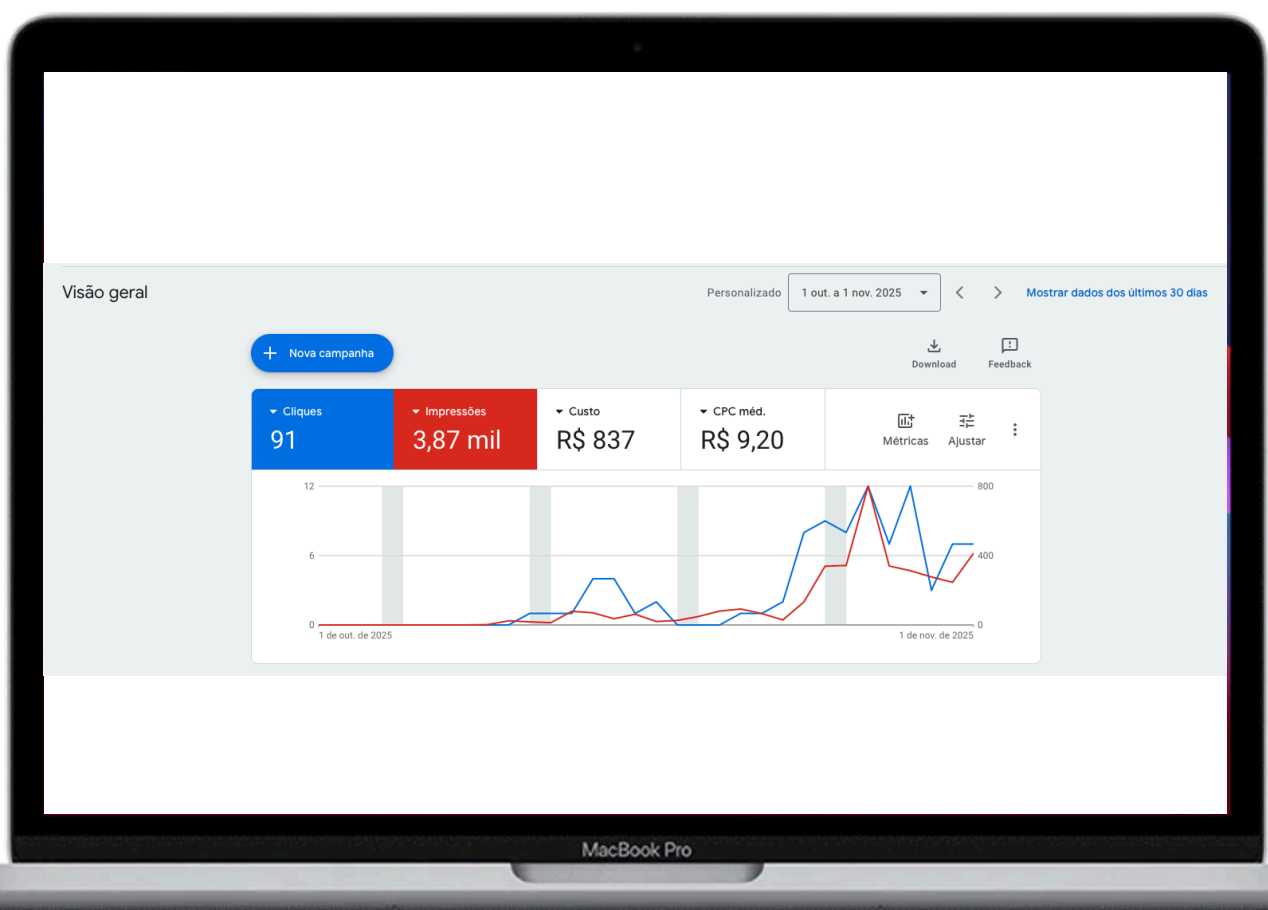 Visão geral
Personalizado 1 out. a 1 nov. 2025 Mostrar dados dos últimos 30 dias
Nova campanha
Download Feedback
Cliques Impressões Custo CPC méd.
91 3,87 mil R$ 837 R$ 9,20
Métricas Ajustar
12 800
6 400
0 0
1 de out. de 2025 1 de nov. de 2025
MacBook Pro